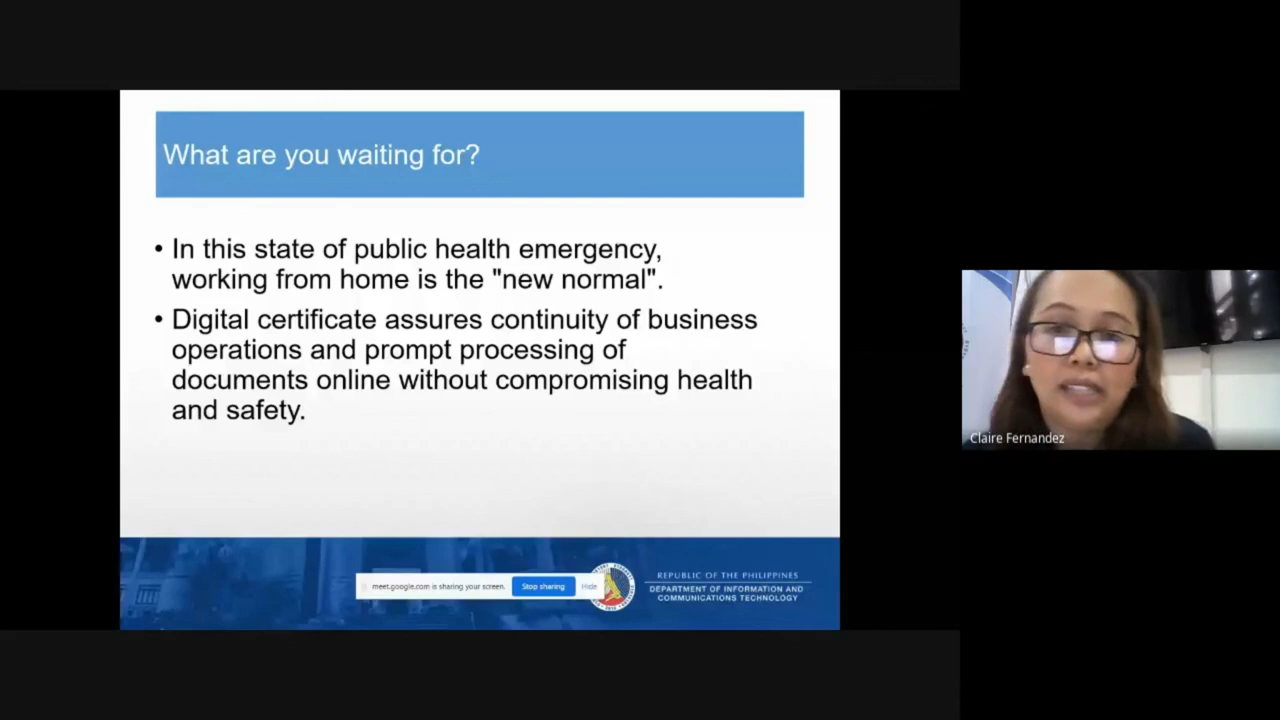 What are you waiting for?
• In this state of public health emergency,
working from home is the "new normal".
• Digital certificate assures continuity of business
operations and prompt processing of
documents online without compromising health
and safety.
meet.google.com is sharing your screen. Stop sharing Hide
REPUBLIC OF THE PHILIPPINES
DEPARTMENT OF INFORMATION AND
COMMUNICATIONS TECHNOLOGY
Claire Fernandez